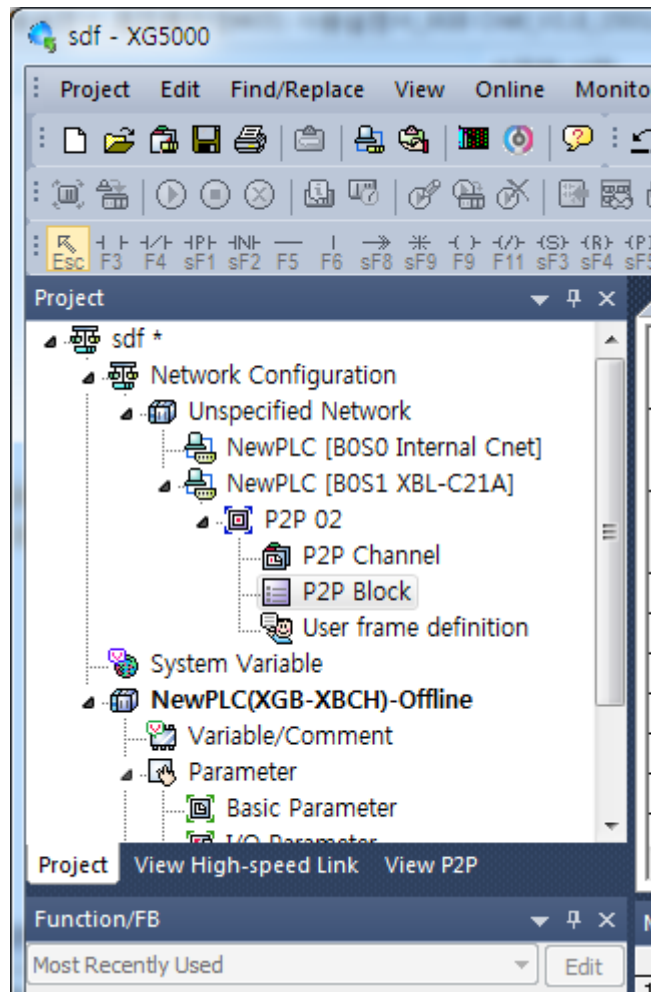 sdf - XG5000
Project Edit Find/Replace View Online Monito
Esc F3 F4 sF1 sF2 F5 F6 sF8 sF9 F9 F11 sF3 sF4 sF5
Project
sdf *
Network Configuration
Unspecified Network
NewPLC [B0S0 Internal Cnet]
NewPLC [B0S1 XBL-C21A]
P2P 02
P2P Channel
P2P Block
User frame definition
System Variable
NewPLC(XGB-XBCH)-Offline
Variable/Comment
Parameter
Basic Parameter
I/O Parameter
Project View High-speed Link View P2P
Function/FB
Most Recently Used Edit